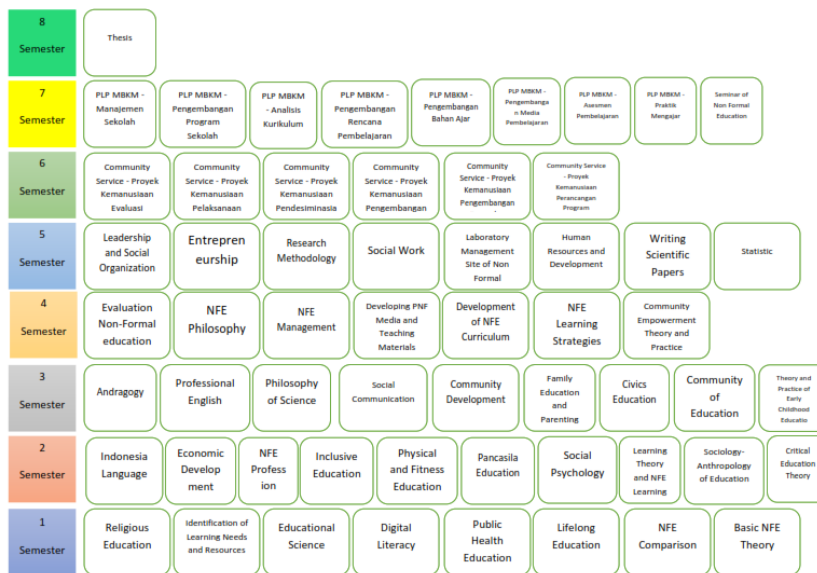 8
Semester
Thesis
7
Semester
PLP MBKM -
Manajemen
Sekolah
PLP MBKM -
Pengembangan
Program
Sekolah
PLP MBKM
- Analisis
Kurikulum
PLP MBKM -
Pengembangan
Rencana
Pembelajaran
PLP MBKM -
Pengembangan
Bahan Ajar
PLP MBKM -
Pengembanga
n Media
Pembelajaran
PLP MBKM -
Asesmen
Pembelajaran
PLP MBKM -
Praktik
Mengajar
Seminar of
Non Formal
Education
6
Semester
Community
Service - Proyek
Kemanusiaan
Evaluasi
Community
Service - Proyek
Kemanusiaan
Pelaksanaan
Community
Service - Proyek
Kemanusiaan
Pendesiminasia
Community
Service - Proyek
Kemanusiaan
Pengembangan
Community
Service - Proyek
Kemanusiaan
Pengembangan
Community Service
- Proyek
Kemanusiaan
Perancangan
Program
5
Semester
Leadership
and Social
Organization
Entrepren
eurship
Research
Methodology
Social Work
Laboratory
Management
Site of Non
Formal
Human
Resources and
Development
Writing
Scientific
Papers
Statistic
4
Semester
Evaluation
Non-Formal
education
NFE
Philosophy
NFE
Management
Developing PNF
Media and
Teaching
Materials
Development
of NFE
Curriculum
NFE
Learning
Strategies
Community
Empowerment
Theory and
Practice
3
Semester
Andragogy
Professional
English
Philosophy
of Science
Social
Communication
Community
Development
Family
Education
and
Parenting
Civics
Education
Community
of
Education
Theory and
Practice of
Early
Childhood
Educatio
2
Semester
Indonesia
Language
Economic
Develop
ment
NFE
Profess
ion
Inclusive
Education
Physical
and Fitness
Education
Pancasila
Education
Social
Psychology
Learning
Theory
and NFE
Learning
Sociology-
Anthropology
of Education
Critical
Education
Theory
1
Semester
Religious
Education
Identification of
Learning Needs
and Resources
Educational
Science
Digital
Literacy
Public
Health
Education
Lifelong
Education
NFE
Comparison
Basic NFE
Theory